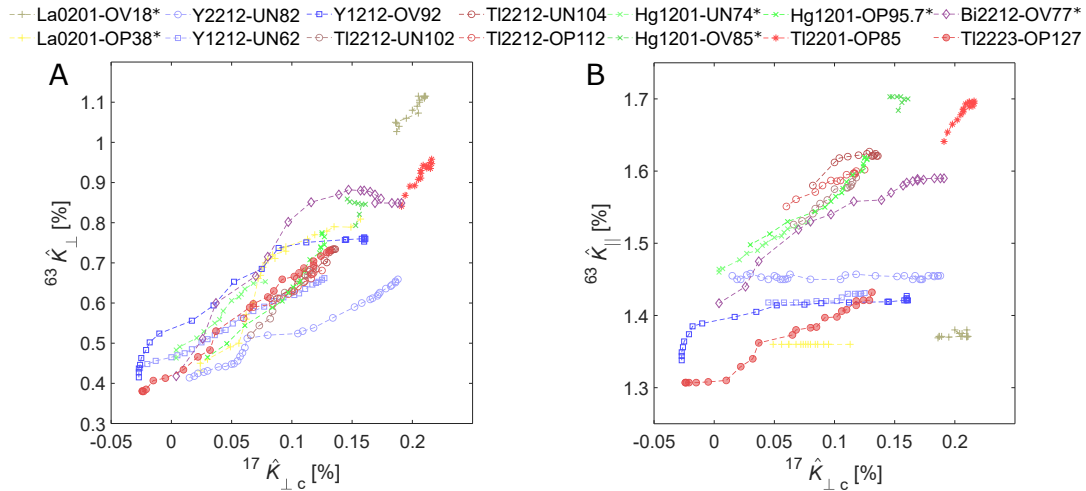 La0201-OV18* Y2212-UN82 Y1212-OV92 Tl2212-UN104 Hg1201-UN74* Hg1201-OP95.7* Bi2212-OV77*
La0201-OP38* Y1212-UN62 Tl2212-UN102 Tl2212-OP112 Hg1201-OV85* Tl2201-OP85 Tl2223-OP127
A B
1.1
1
0.9
0.8
0.7
0.6
0.5
0.4
0.3
-0.05 0 0.05 0.1 0.15 0.2
63 K̂⊥ [%]
17 K̂⊥ c [%]
1.7
1.6
1.5
1.4
1.3
-0.05 0 0.05 0.1 0.15 0.2
63 K̂|| [%]
17 K̂⊥ c [%]